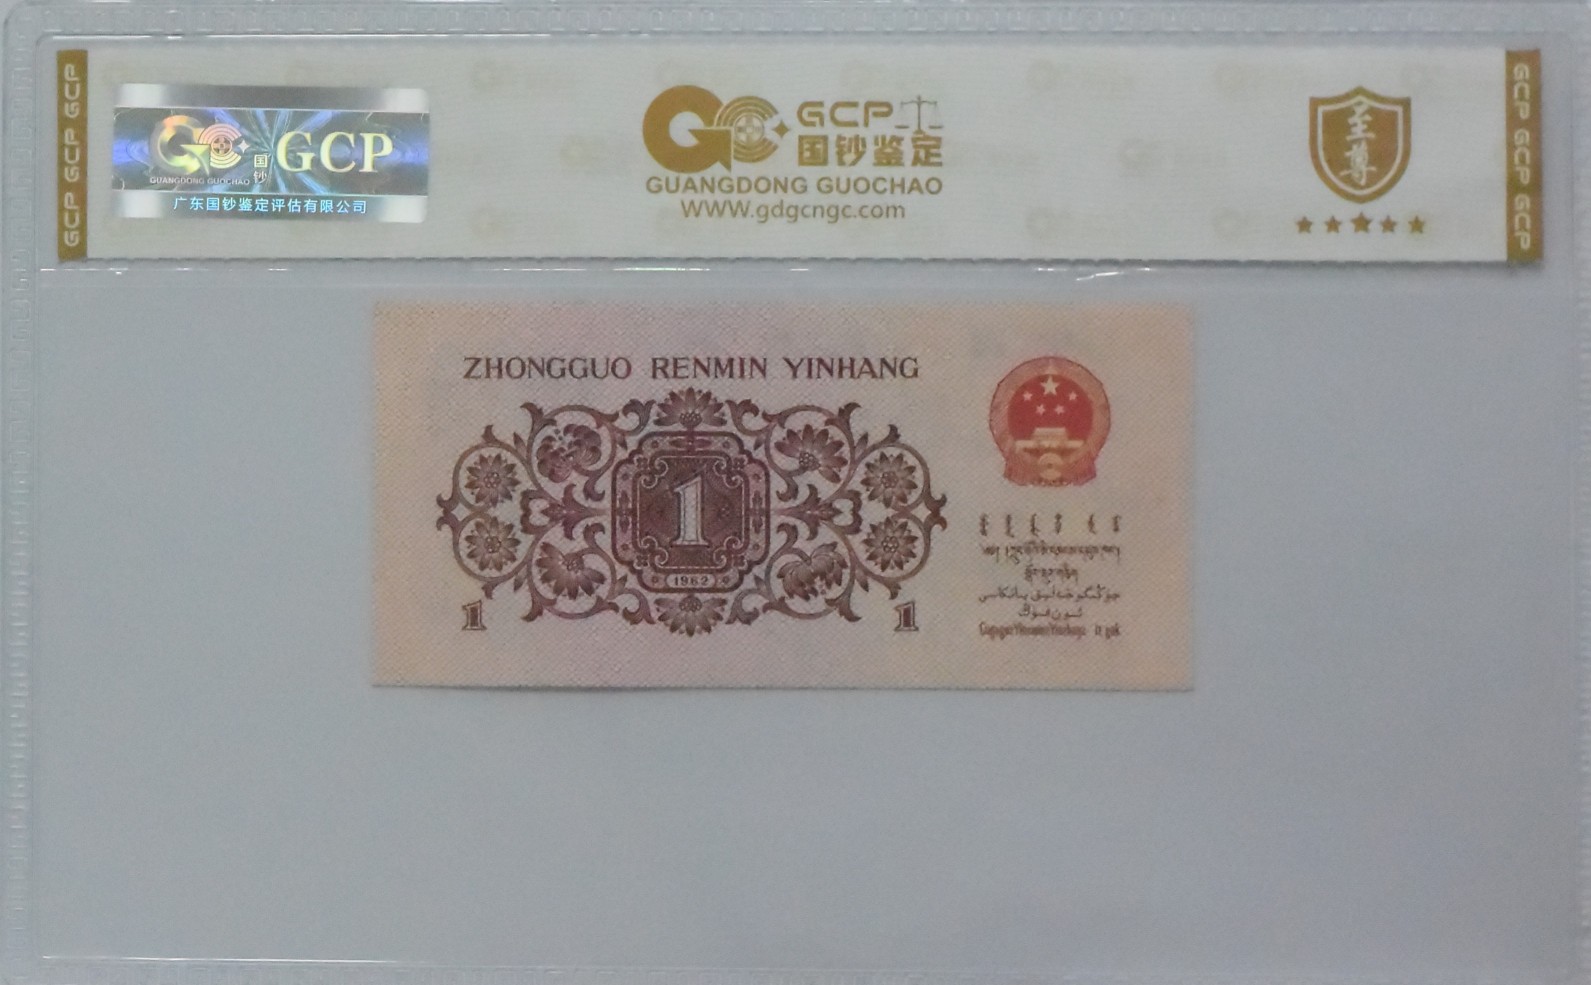 GCP GCP GCP
GCP
国钞
GUANGDONG GUOCHAO
广东国钞鉴定评估有限公司
GCP
国钞鉴定
GUANGDONG GUOCHAO
WWW.gdgcngc.com
至尊
GCP GCP GCP
ZHONGGUO RENMIN YINHANG
1
1962
1 1